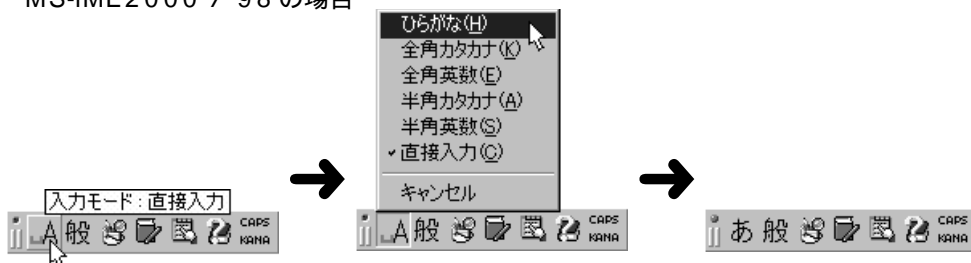 MS-IME2000 / 98 の場合
ひらがな(H)
全角カタカナ(K)
全角英数(E)
半角カタカナ(A)
半角英数(S)
✓直接入力(C)
キャンセル
入力モード : 直接入力
_A 般 CAPS KANA
_A 般 CAPS KANA
あ 般 CAPS KANA